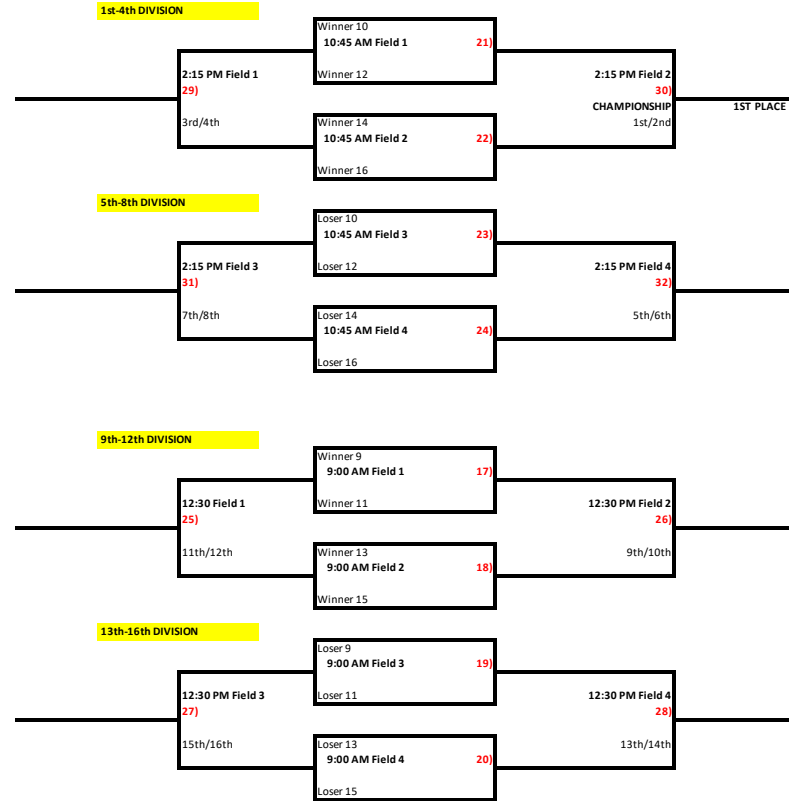 1st-4th DIVISION
Winner 10
10:45 AM Field 1 21)
2:15 PM Field 1 Winner 12 2:15 PM Field 2
29) 30)
CHAMPIONSHIP 1ST PLACE
3rd/4th Winner 14 1st/2nd
10:45 AM Field 2 22)
Winner 16
5th-8th DIVISION
Loser 10
10:45 AM Field 3 23)
2:15 PM Field 3 Loser 12 2:15 PM Field 4
31) 32)
7th/8th Loser 14 5th/6th
10:45 AM Field 4 24)
Loser 16
9th-12th DIVISION
Winner 9
9:00 AM Field 1 17)
12:30 Field 1 Winner 11 12:30 PM Field 2
25) 26)
11th/12th Winner 13 9th/10th
9:00 AM Field 2 18)
Winner 15
13th-16th DIVISION
Loser 9
9:00 AM Field 3 19)
12:30 PM Field 3 Loser 11 12:30 PM Field 4
27) 28)
15th/16th Loser 13 13th/14th
9:00 AM Field 4 20)
Loser 15